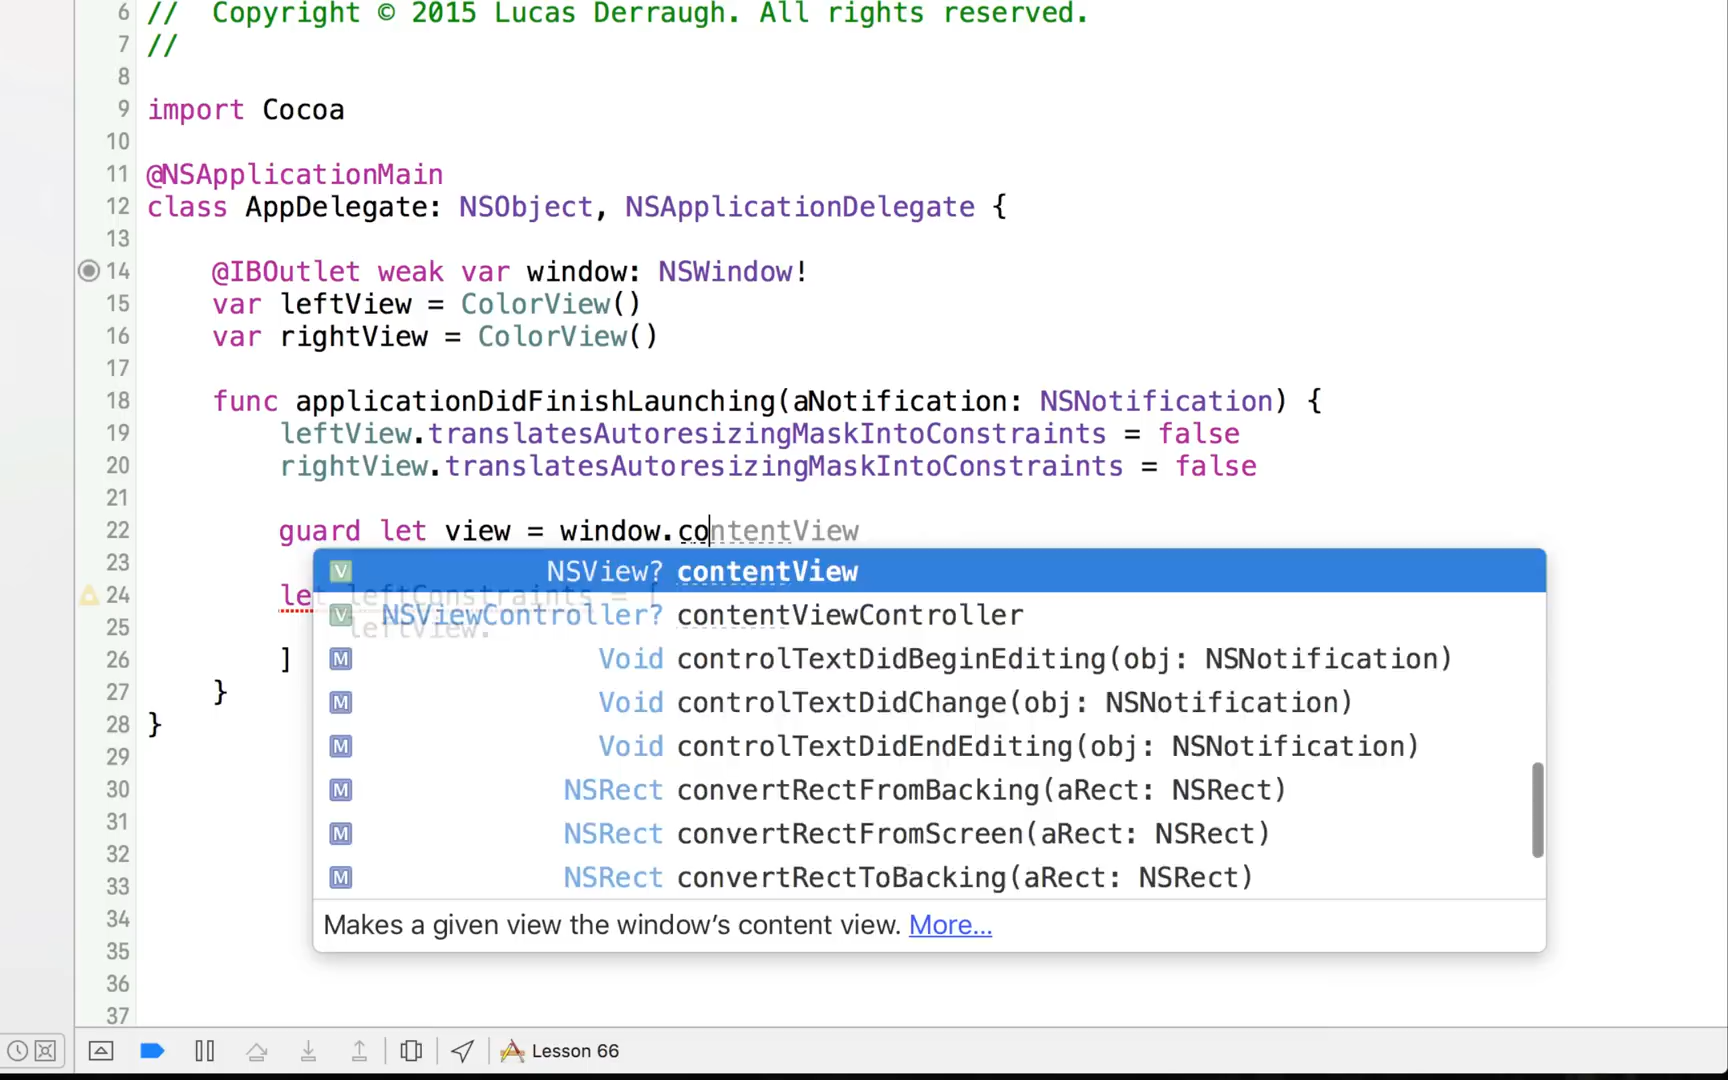 6 //  Copyright © 2015 Lucas Derraugh. All rights reserved.
7 //
8
9 import Cocoa
10
11 @NSApplicationMain
12 class AppDelegate: NSObject, NSApplicationDelegate {
13
14     @IBOutlet weak var window: NSWindow!
15     var leftView = ColorView()
16     var rightView = ColorView()
17
18     func applicationDidFinishLaunching(aNotification: NSNotification) {
19         leftView.translatesAutoresizingMaskIntoConstraints = false
20         rightView.translatesAutoresizingMaskIntoConstraints = false
21
22         guard let view = window.contentView
23
V NSView? contentView
24         let leftConstraints = [
V NSViewController? contentViewController
25             leftView.
26         ]
M Void controlTextDidBeginEditing(obj: NSNotification)
27     }
M Void controlTextDidChange(obj: NSNotification)
28 }
29
M Void controlTextDidEndEditing(obj: NSNotification)
30
M NSRect convertRectFromBacking(aRect: NSRect)
31
M NSRect convertRectFromScreen(aRect: NSRect)
32
33
M NSRect convertRectToBacking(aRect: NSRect)
34
Makes a given view the window's content view. More...
35
36
37
Lesson 66